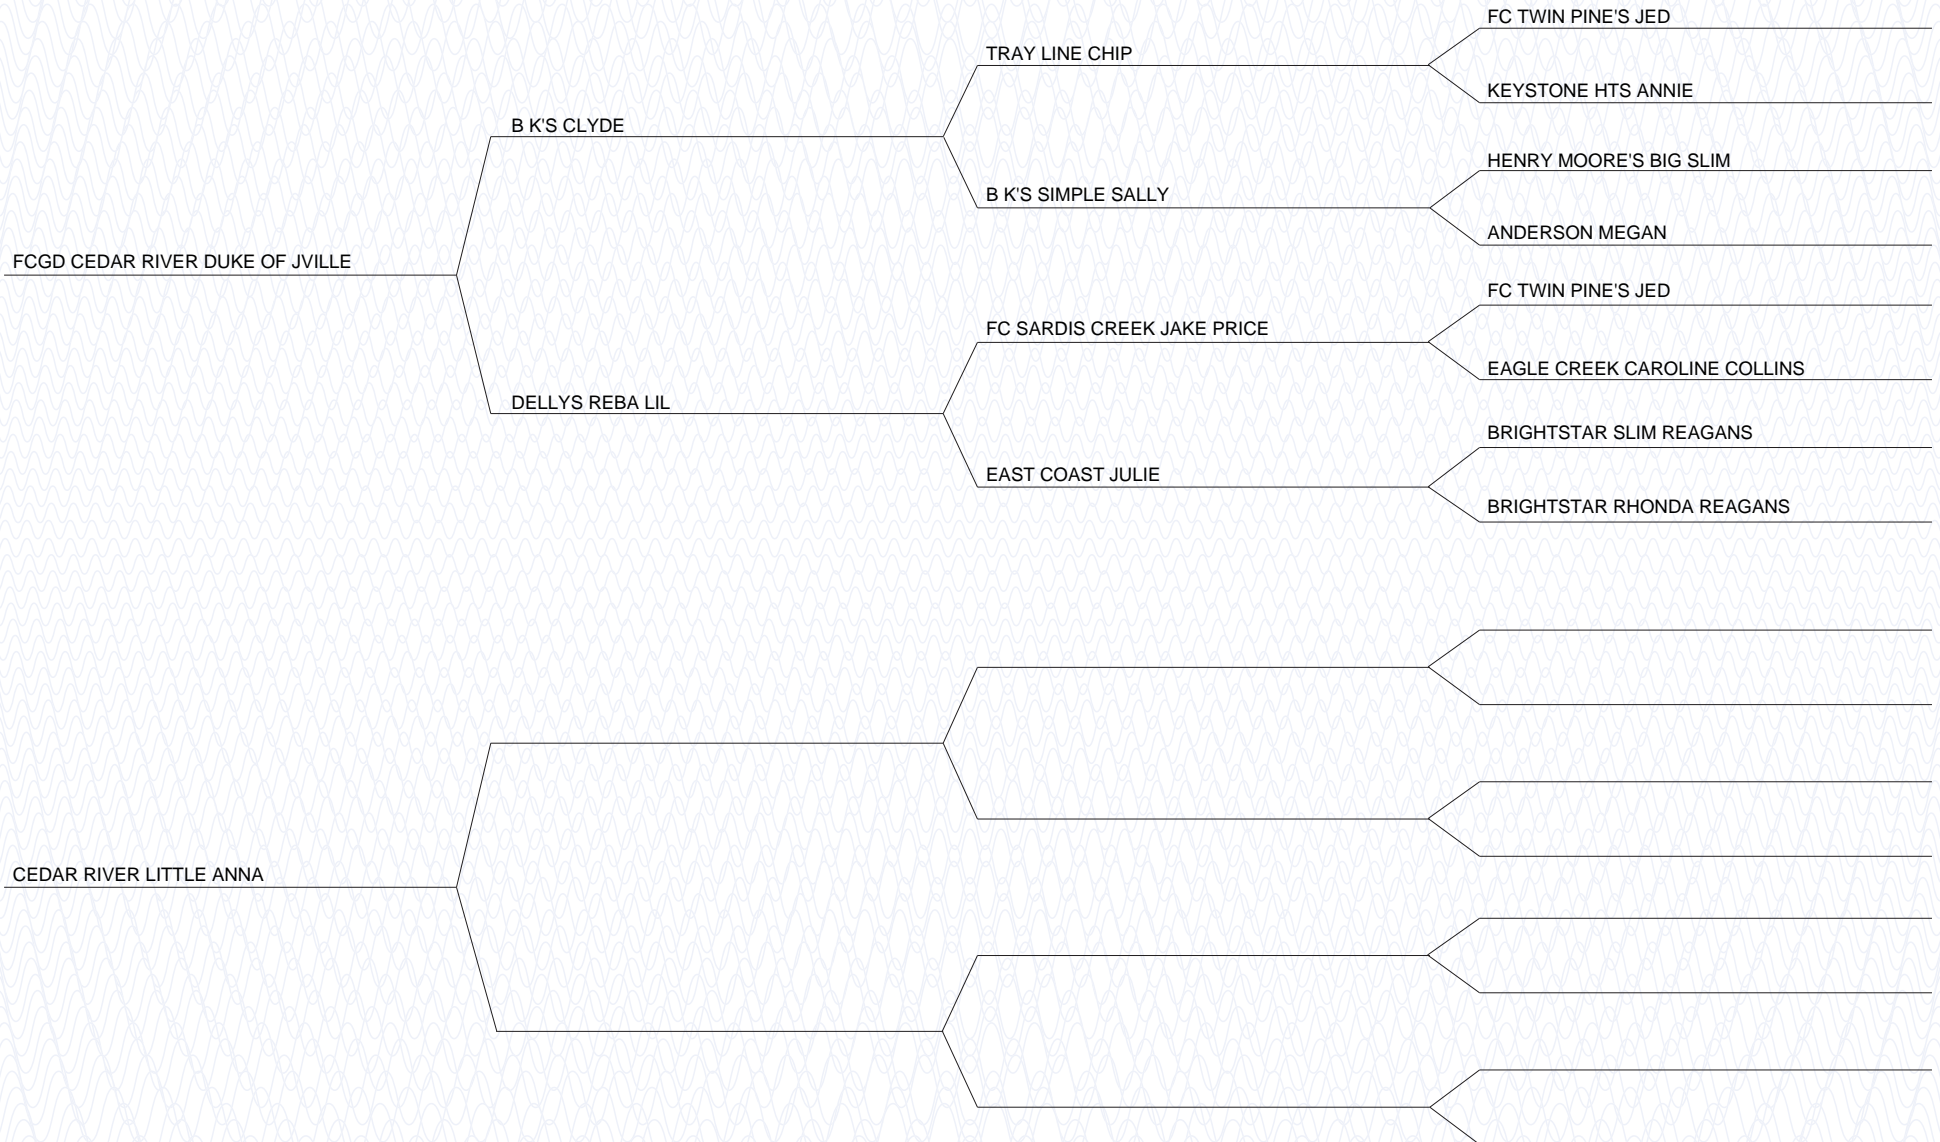 FC TWIN PINE'S JED
TRAY LINE CHIP
KEYSTONE HTS ANNIE
B K'S CLYDE
HENRY MOORE'S BIG SLIM
B K'S SIMPLE SALLY
ANDERSON MEGAN
FCGD CEDAR RIVER DUKE OF JVILLE
FC TWIN PINE'S JED
FC SARDIS CREEK JAKE PRICE
EAGLE CREEK CAROLINE COLLINS
DELLYS REBA LIL
BRIGHTSTAR SLIM REAGANS
EAST COAST JULIE
BRIGHTSTAR RHONDA REAGANS
CEDAR RIVER LITTLE ANNA